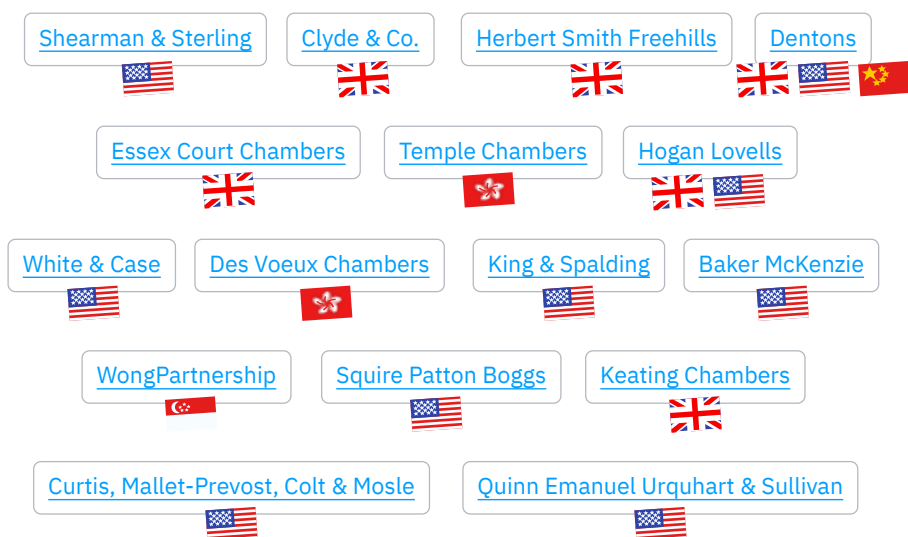 Shearman & Sterling Clyde & Co. Herbert Smith Freehills Dentons
Essex Court Chambers Temple Chambers Hogan Lovells
White & Case Des Voeux Chambers King & Spalding Baker McKenzie
WongPartnership Squire Patton Boggs Keating Chambers
Curtis, Mallet-Prevost, Colt & Mosle Quinn Emanuel Urquhart & Sullivan